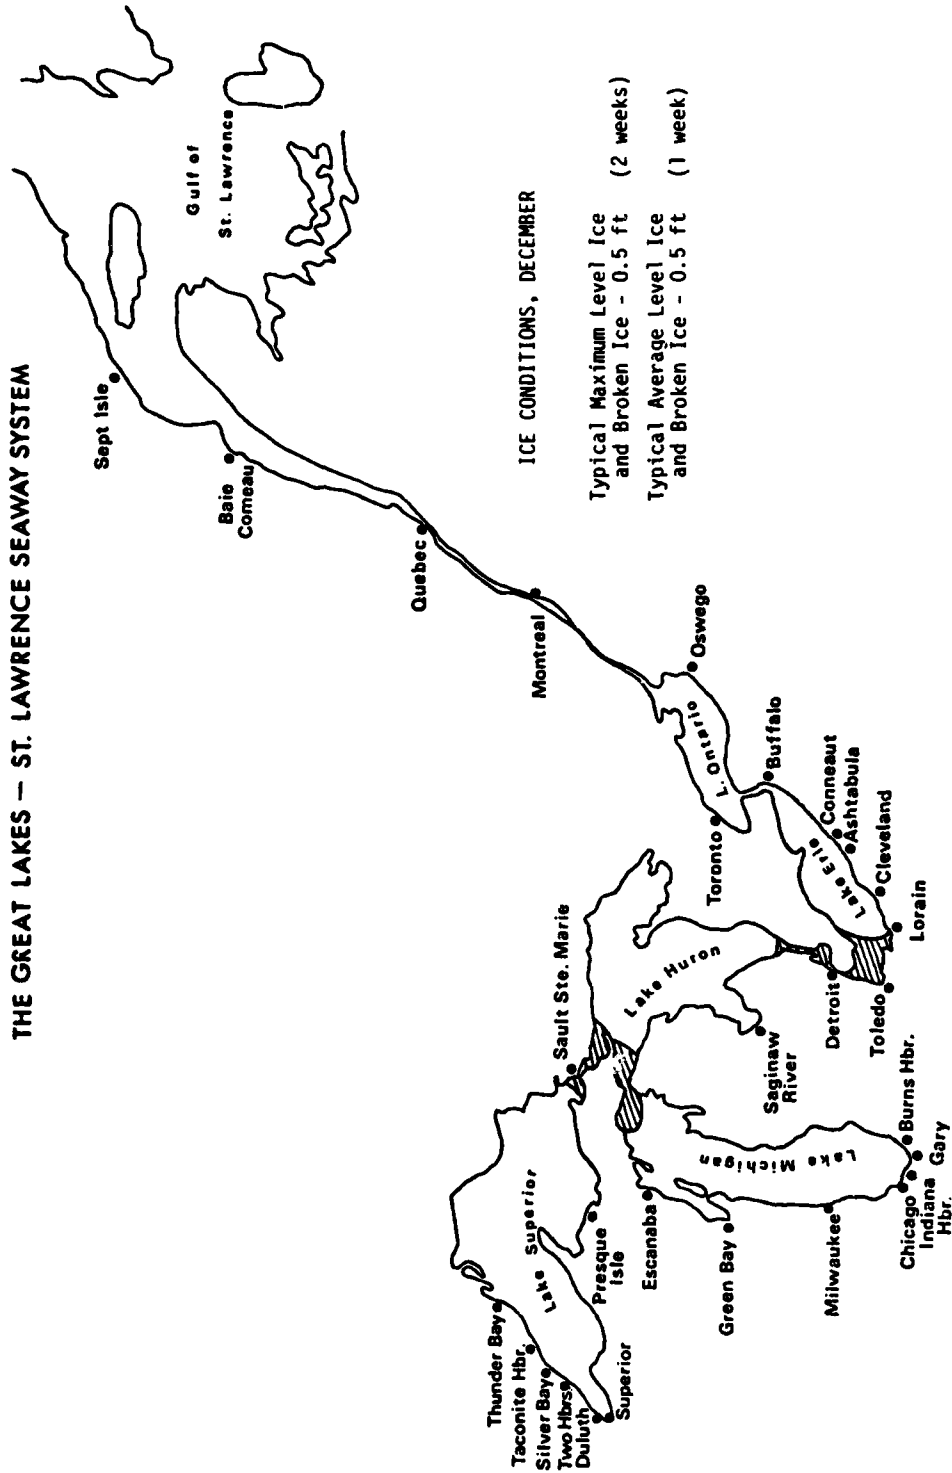 THE GREAT LAKES — ST. LAWRENCE SEAWAY SYSTEM
Gulf of
St. Lawrence
Sept Isle
Baie
Comeau
Quebec
Montreal
ICE CONDITIONS, DECEMBER
Typical Maximum Level Ice
and Broken Ice - 0.5 ft (2 weeks)
Typical Average Level Ice
and Broken Ice - 0.5 ft (1 week)
Thunder Bay
Taconite Hbr.
Silver Bay
Two Hbrs
Duluth
Superior
Lake Superior
Presque
Isle
Sault Ste. Marie
Escanaba
Green Bay
Milwaukee
Lake Michigan
Chicago
Indiana
Hbr.
Gary
Burns Hbr.
Lake Huron
Saginaw
River
Detroit
Toledo
Lorain
Cleveland
Ashtabula
Conneaut
Lake Erie
Buffalo
Toronto
L. Ontario
Oswego